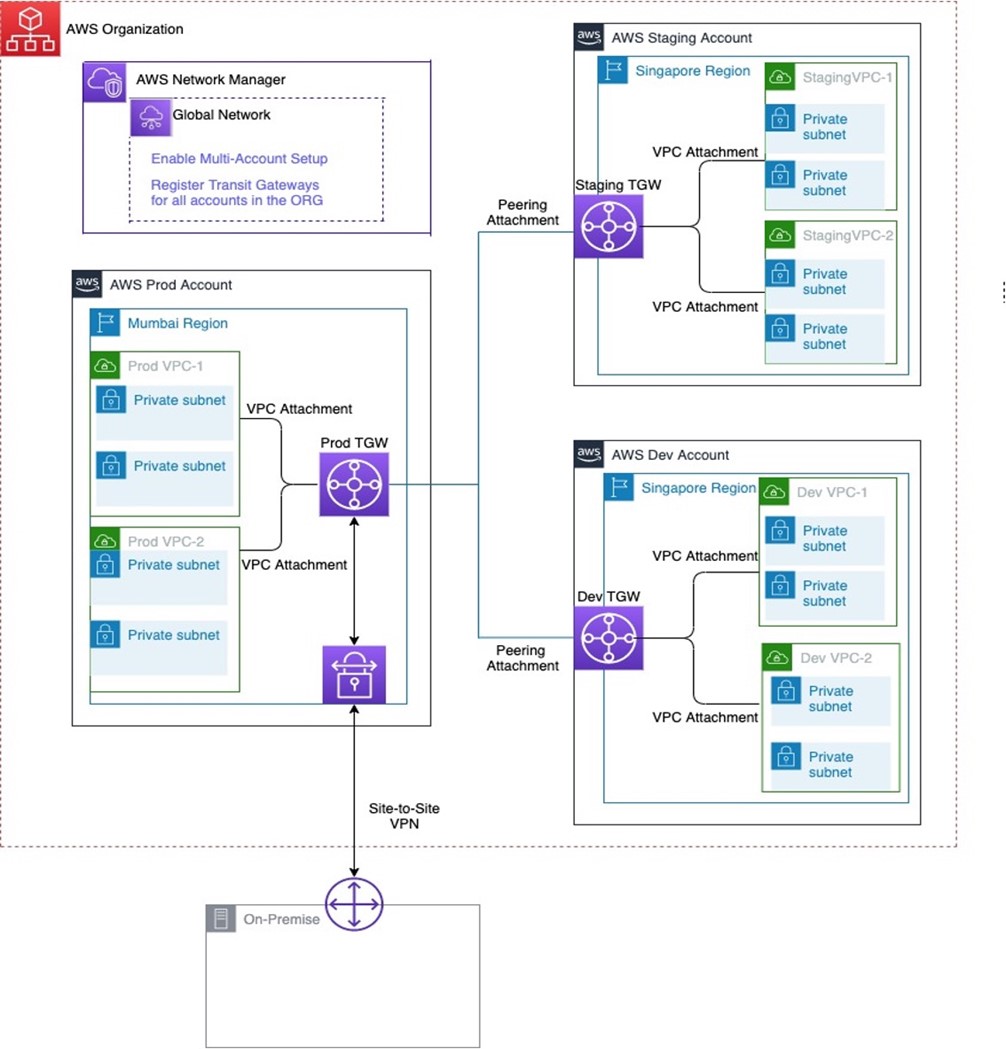 AWS Organization
AWS Network Manager
Global Network
Enable Multi-Account Setup
Register Transit Gateways
for all accounts in the ORG
aws
AWS Prod Account
Mumbai Region
Prod VPC-1
Private subnet
Private subnet
VPC Attachment
Prod TGW
Prod VPC-2
Private subnet
VPC Attachment
Private subnet
Site-to-Site
VPN
On-Premise
Peering
Attachment
aws
AWS Staging Account
Singapore Region
StagingVPC-1
Private
subnet
Private
subnet
VPC Attachment
Staging TGW
StagingVPC-2
Private
subnet
Private
subnet
VPC Attachment
Peering
Attachment
aws
AWS Dev Account
Singapore Region
Dev VPC-1
Private
subnet
Private
subnet
VPC Attachment
Dev TGW
Dev VPC-2
Private
subnet
Private
subnet
VPC Attachment